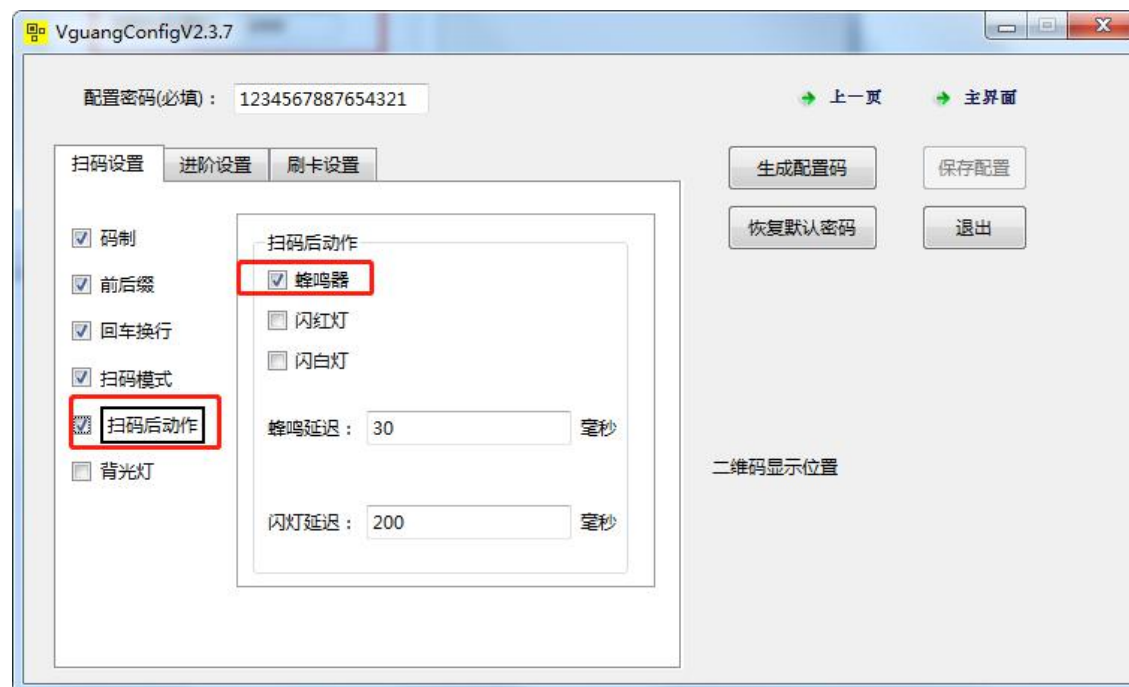 VguangConfigV2.3.7
配置密码(必填)： 1234567887654321
上一页 主界面
扫码设置 进阶设置 刷卡设置
生成配置码 保存配置
恢复默认密码 退出
码制
前后缀
回车换行
扫码模式
扫码后动作
背光灯
扫码后动作
蜂鸣器
闪红灯
闪白灯
蜂鸣延迟： 30 毫秒
闪灯延迟： 200 毫秒
二维码显示位置